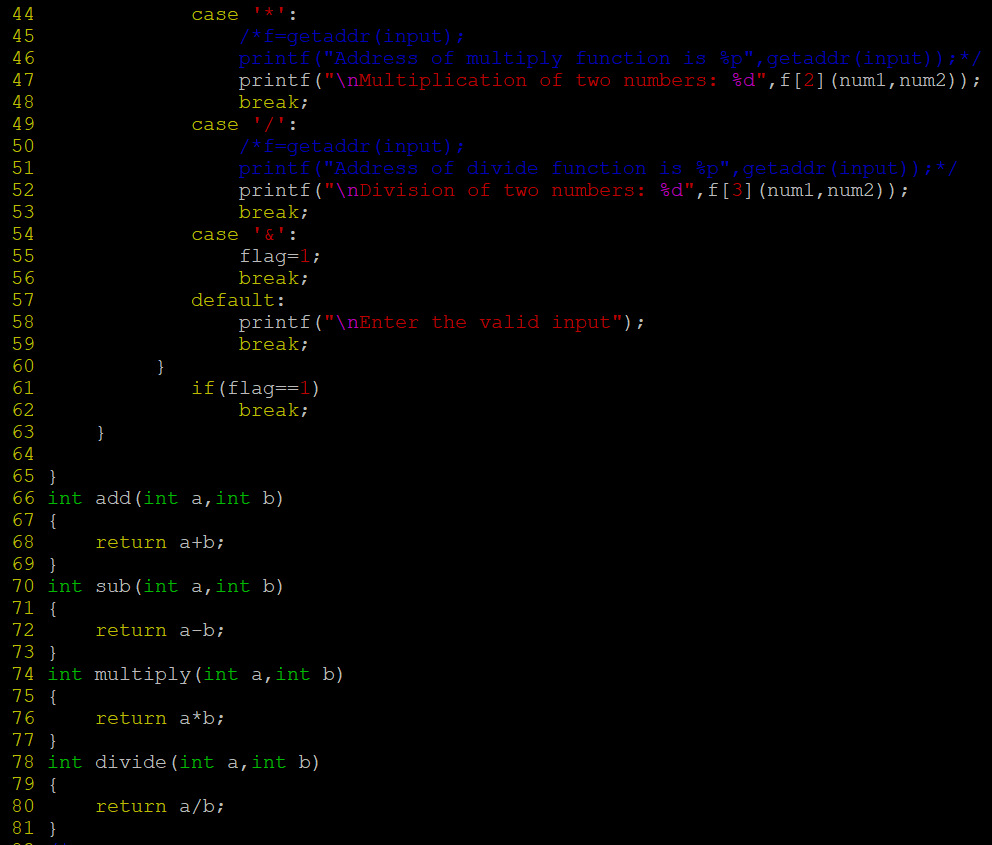 44             case '*':
45                 /*f=getaddr(input);
46                 printf("Address of multiply function is %p",getaddr(input));*/
47                 printf("\nMultiplication of two numbers: %d",f[2](num1,num2));
48                 break;
49             case '/':
50                 /*f=getaddr(input);
51                 printf("Address of divide function is %p",getaddr(input));*/
52                 printf("\nDivision of two numbers: %d",f[3](num1,num2));
53                 break;
54             case '&':
55                 flag=1;
56                 break;
57             default:
58                 printf("\nEnter the valid input");
59                 break;
60          }
61             if(flag==1)
62                 break;
63     }
64
65 }
66 int add(int a,int b)
67 {
68     return a+b;
69 }
70 int sub(int a,int b)
71 {
72     return a-b;
73 }
74 int multiply(int a,int b)
75 {
76     return a*b;
77 }
78 int divide(int a,int b)
79 {
80     return a/b;
81 }